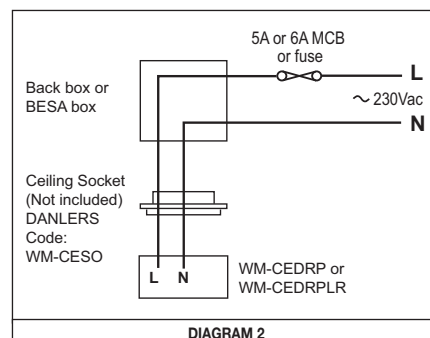 5A or 6A MCB
or fuse
L
Back box or
BESA box
~ 230Vac
N
Ceiling Socket
(Not included)
DANLERS
Code:
WM-CESO
L N
WM-CEDRP or
WM-CEDRPLR
DIAGRAM 2